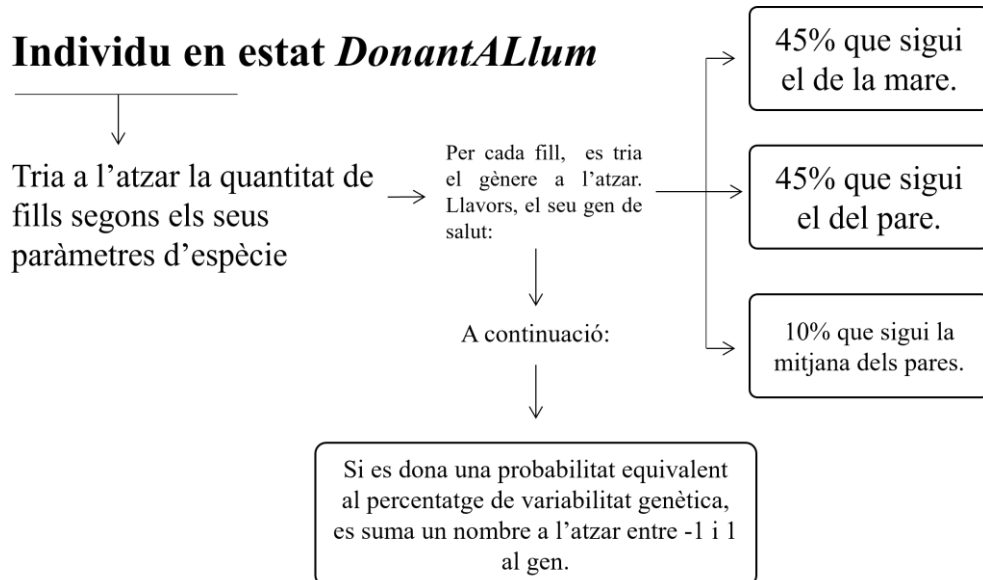 Individu en estat DonantALlum
Tria a l’atzar la quantitat de
fills segons els seus
paràmetres d’espècie
Per cada fill, es tria
el gènere a l’atzar.
Llavors, el seu gen de
salut:
45% que sigui
el de la mare.
45% que sigui
el del pare.
10% que sigui la
mitjana dels pares.
A continuació:
Si es dona una probabilitat equivalent
al percentatge de variabilitat genètica,
es suma un nombre a l’atzar entre -1 i 1
al gen.